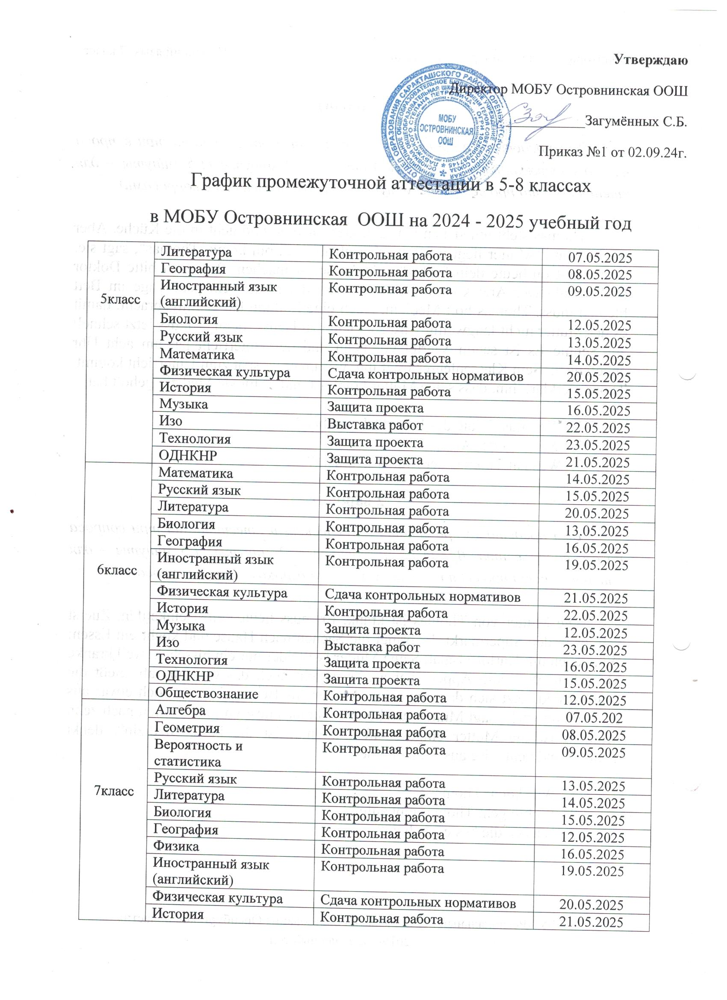 Утверждаю
Директор МОБУ Островнинская ООШ
Загумённых С.Б.
Приказ №1 от 02.09.24г.
МОБУ
ОСТРОВНИНСКАЯ
ООШ
График промежуточной аттестации в 5-8 классах
в МОБУ Островнинская ООШ на 2024 - 2025 учебный год
5класс
Литература Контрольная работа 07.05.2025
География Контрольная работа 08.05.2025
Иностранный язык Контрольная работа 09.05.2025
(английский)
Биология Контрольная работа 12.05.2025
Русский язык Контрольная работа 13.05.2025
Математика Контрольная работа 14.05.2025
Физическая культура Сдача контрольных нормативов 20.05.2025
История Контрольная работа 15.05.2025
Музыка Защита проекта 16.05.2025
Изо Выставка работ 22.05.2025
Технология Защита проекта 23.05.2025
ОДНКНР Защита проекта 21.05.2025
6класс
Математика Контрольная работа 14.05.2025
Русский язык Контрольная работа 15.05.2025
Литература Контрольная работа 20.05.2025
Биология Контрольная работа 13.05.2025
География Контрольная работа 16.05.2025
Иностранный язык Контрольная работа 19.05.2025
(английский)
Физическая культура Сдача контрольных нормативов 21.05.2025
История Контрольная работа 22.05.2025
Музыка Защита проекта 12.05.2025
Изо Выставка работ 23.05.2025
Технология Защита проекта 16.05.2025
ОДНКНР Защита проекта 15.05.2025
Обществознание Контрольная работа 12.05.2025
7класс
Алгебра Контрольная работа 07.05.202
Геометрия Контрольная работа 08.05.2025
Вероятность и Контрольная работа 09.05.2025
статистика
Русский язык Контрольная работа 13.05.2025
Литература Контрольная работа 14.05.2025
Биология Контрольная работа 15.05.2025
География Контрольная работа 12.05.2025
Физика Контрольная работа 16.05.2025
Иностранный язык Контрольная работа 19.05.2025
(английский)
Физическая культура Сдача контрольных нормативов 20.05.2025
История Контрольная работа 21.05.2025